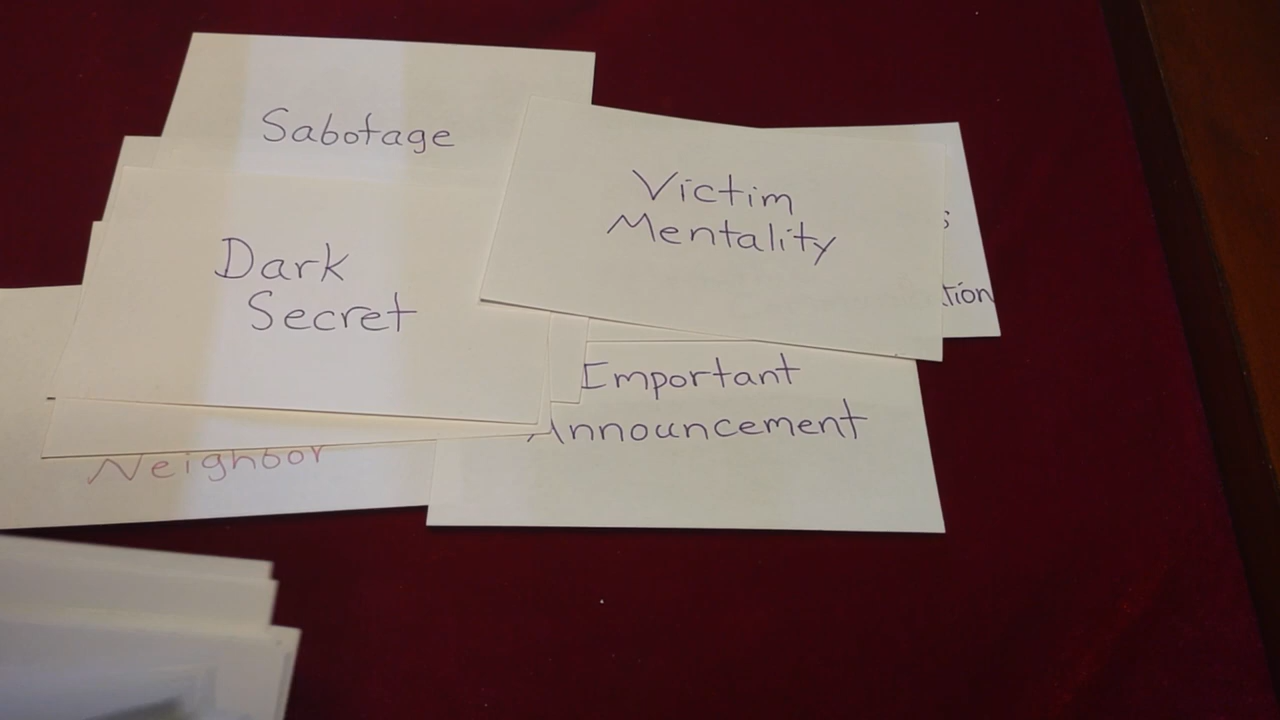 Sabotage
Victim
Mentality
Dark
Secret
Important
Announcement
Neighbor